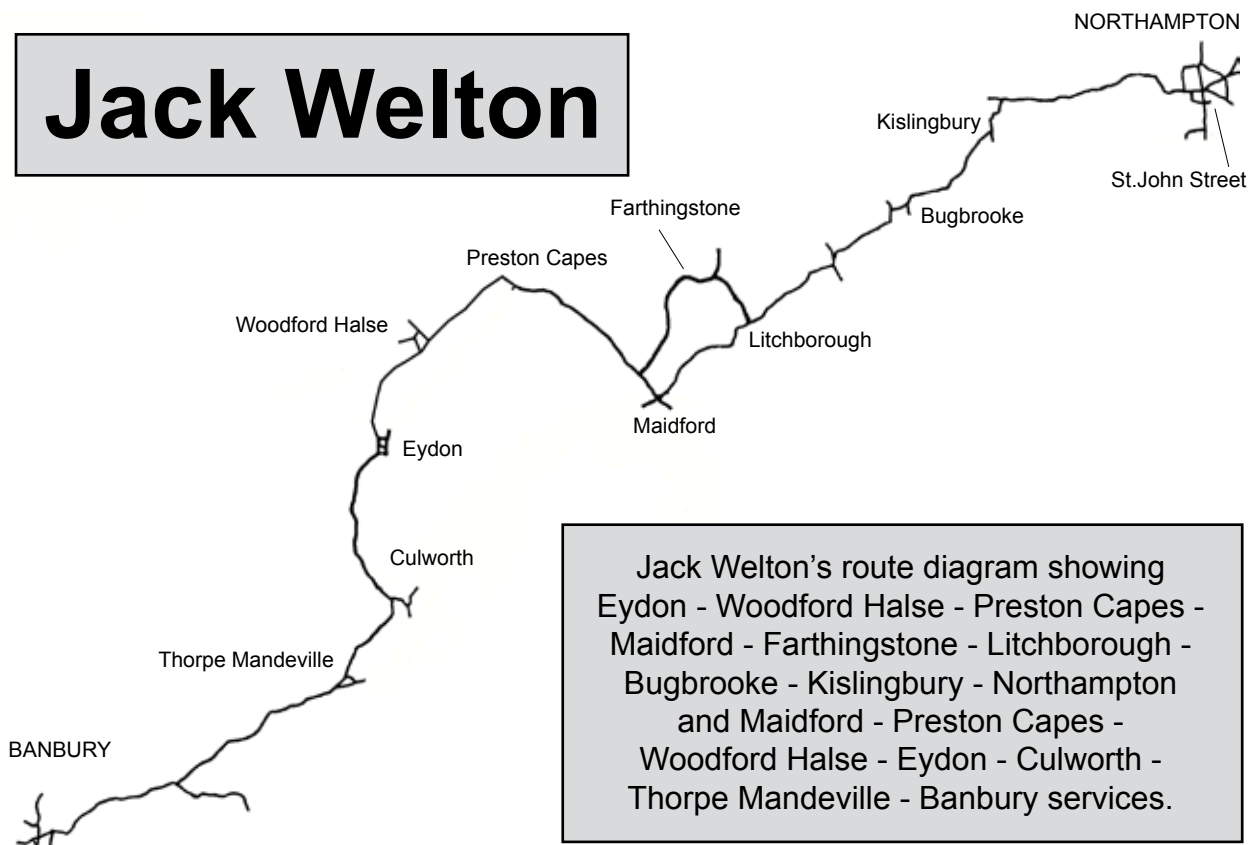 Jack Welton
NORTHAMPTON
Kislingbury
St.John Street
Farthingstone
Bugbrooke
Preston Capes
Woodford Halse
Litchborough
Maidford
Eydon
Culworth
Thorpe Mandeville
BANBURY
Jack Welton’s route diagram showing
Eydon - Woodford Halse - Preston Capes -
Maidford - Farthingstone - Litchborough -
Bugbrooke - Kislingbury - Northampton
and Maidford - Preston Capes -
Woodford Halse - Eydon - Culworth -
Thorpe Mandeville - Banbury services.